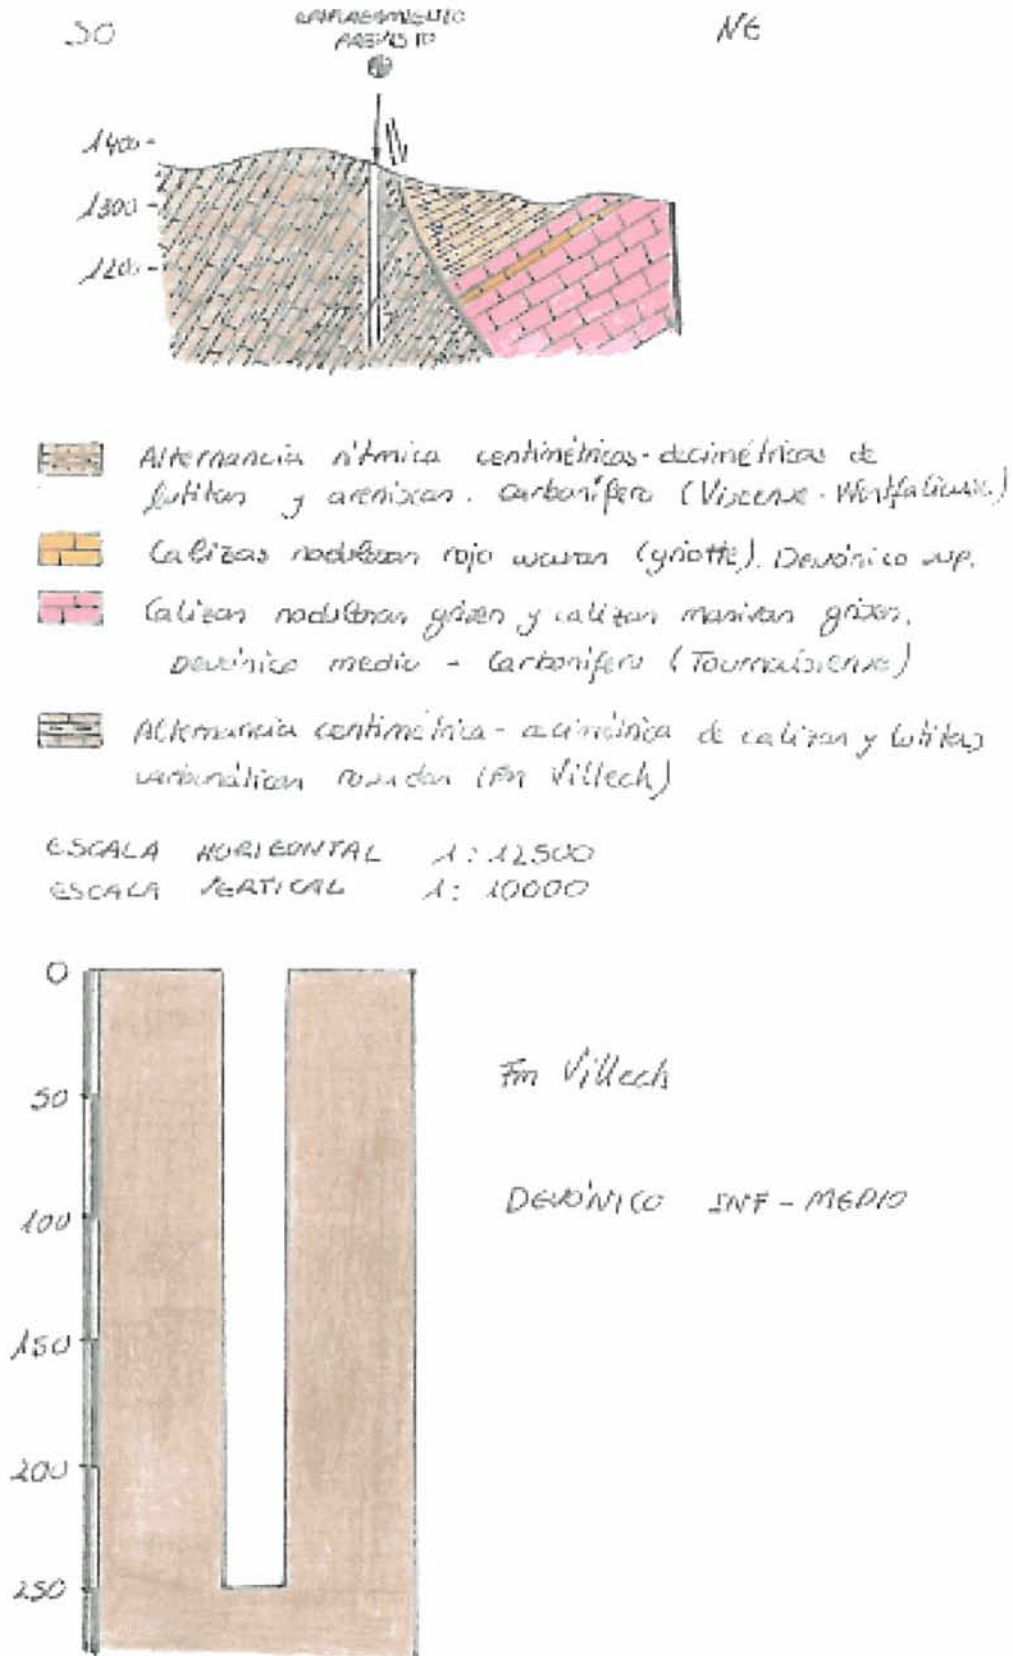 SO
EMPLAZAMIENTO
PREVISTO
NE
1400-
1300-
1200-
Alternancia rítmica centimétricas-decimétricas de
lutitas y areniscas. Carbonífero (Viseense-Westfaliense)
Calizas nodulosas rojo oscuras (griotte). Devónico sup.
Calizas nodulosas grises y calizas masivas grises.
Devónico medio - Carbonífero (Tournaisiense)
Alternancia centimétrica-decimétrica de calizas y lutitas
carbonáticas rosadas (Fm Villech)
ESCALA HORIZONTAL 1:12500
ESCALA VERTICAL 1:10000
0
50
100
150
200
250
Fm Villech
DEVÓNICO INF-MEDIO